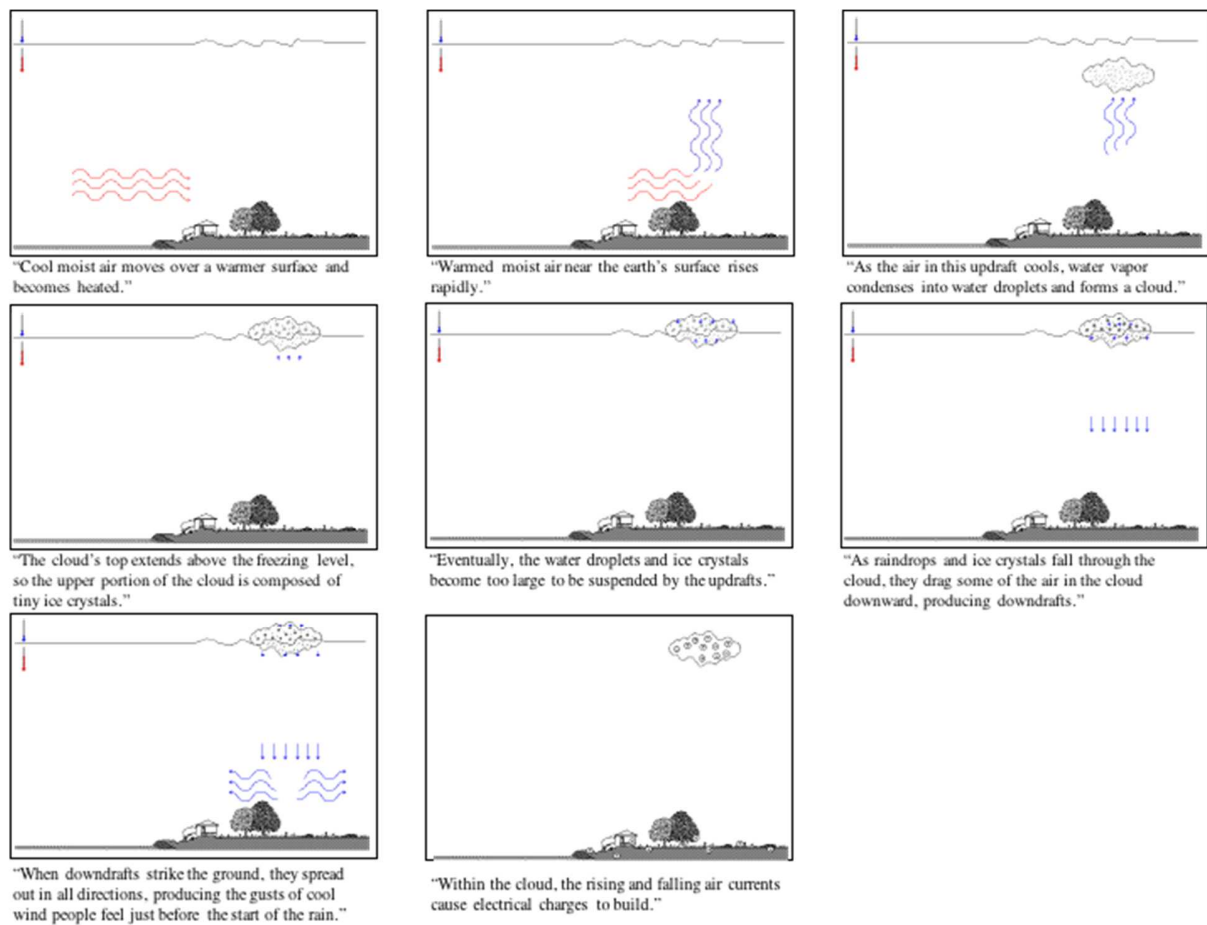 “Cool moist air moves over a warmer surface and
becomes heated.”
“Warmed moist air near the earth’s surface rises
rapidly.”
“As the air in this updraft cools, water vapor
condenses into water droplets and forms a cloud.”
“The cloud’s top extends above the freezing level,
so the upper portion of the cloud is composed of
tiny ice crystals.”
“Eventually, the water droplets and ice crystals
become too large to be suspended by the updrafts.”
“As raindrops and ice crystals fall through the
cloud, they drag some of the air in the cloud
downward, producing downdrafts.”
“When downdrafts strike the ground, they spread
out in all directions, producing the gusts of cool
wind people feel just before the start of the rain.”
“Within the cloud, the rising and falling air currents
cause electrical charges to build.”